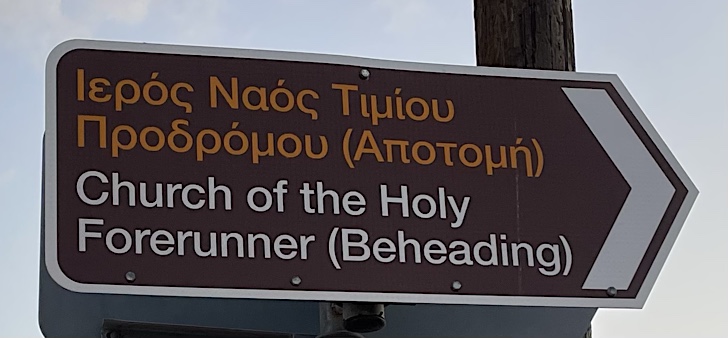 Ιερός Ναός Τιμίου
Προδρόμου (Αποτομή)
Church of the Holy
Forerunner (Beheading)